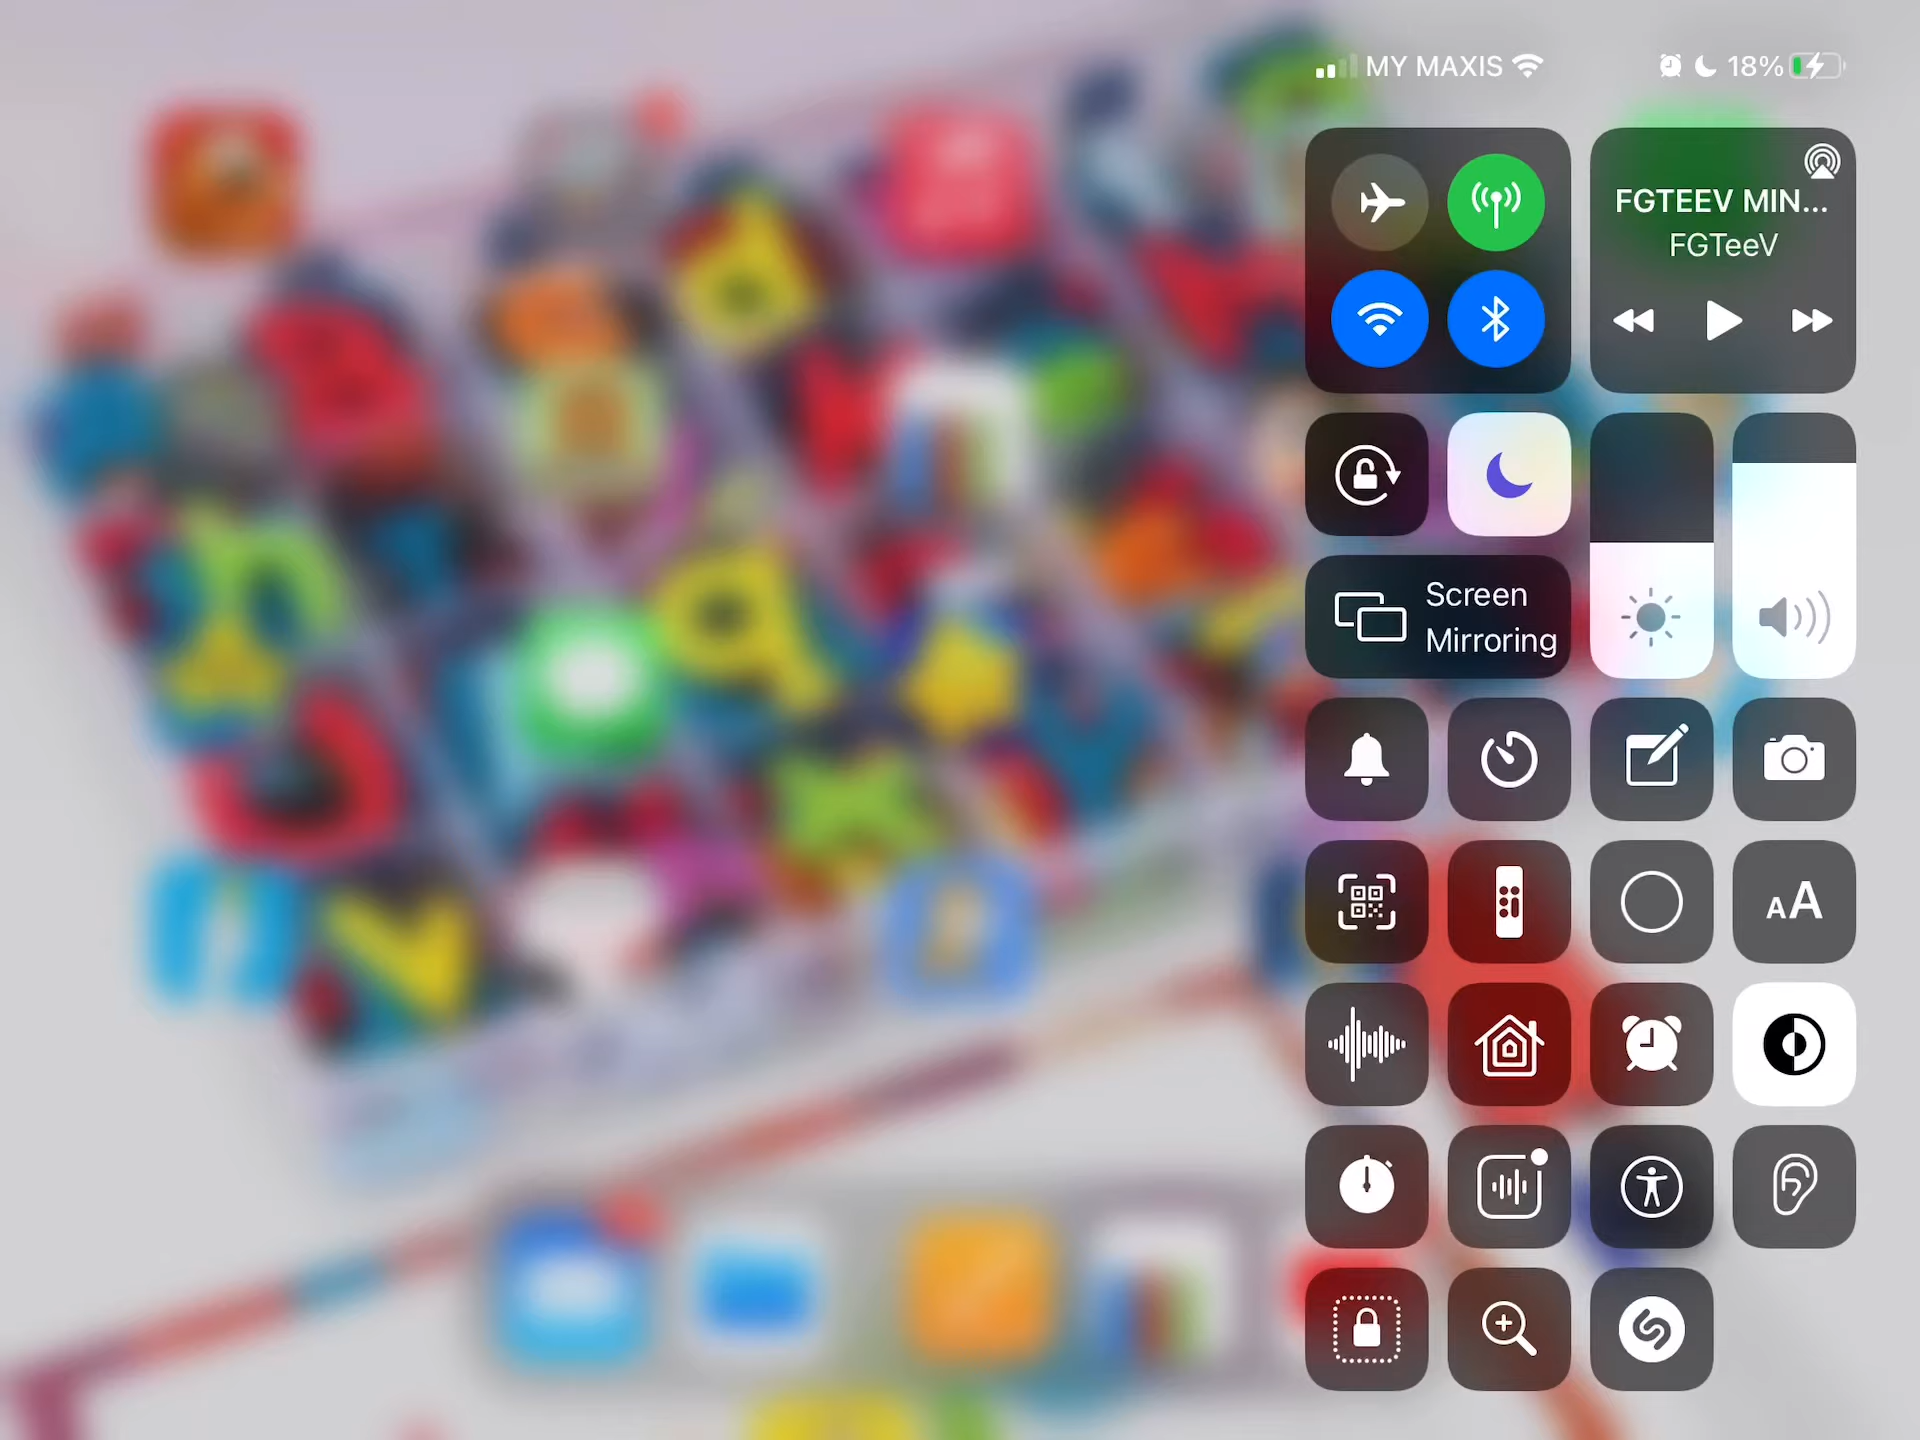 MY MAXIS
18%
FGTEEV MIN...
FGTeeV
Screen
Mirroring
AA